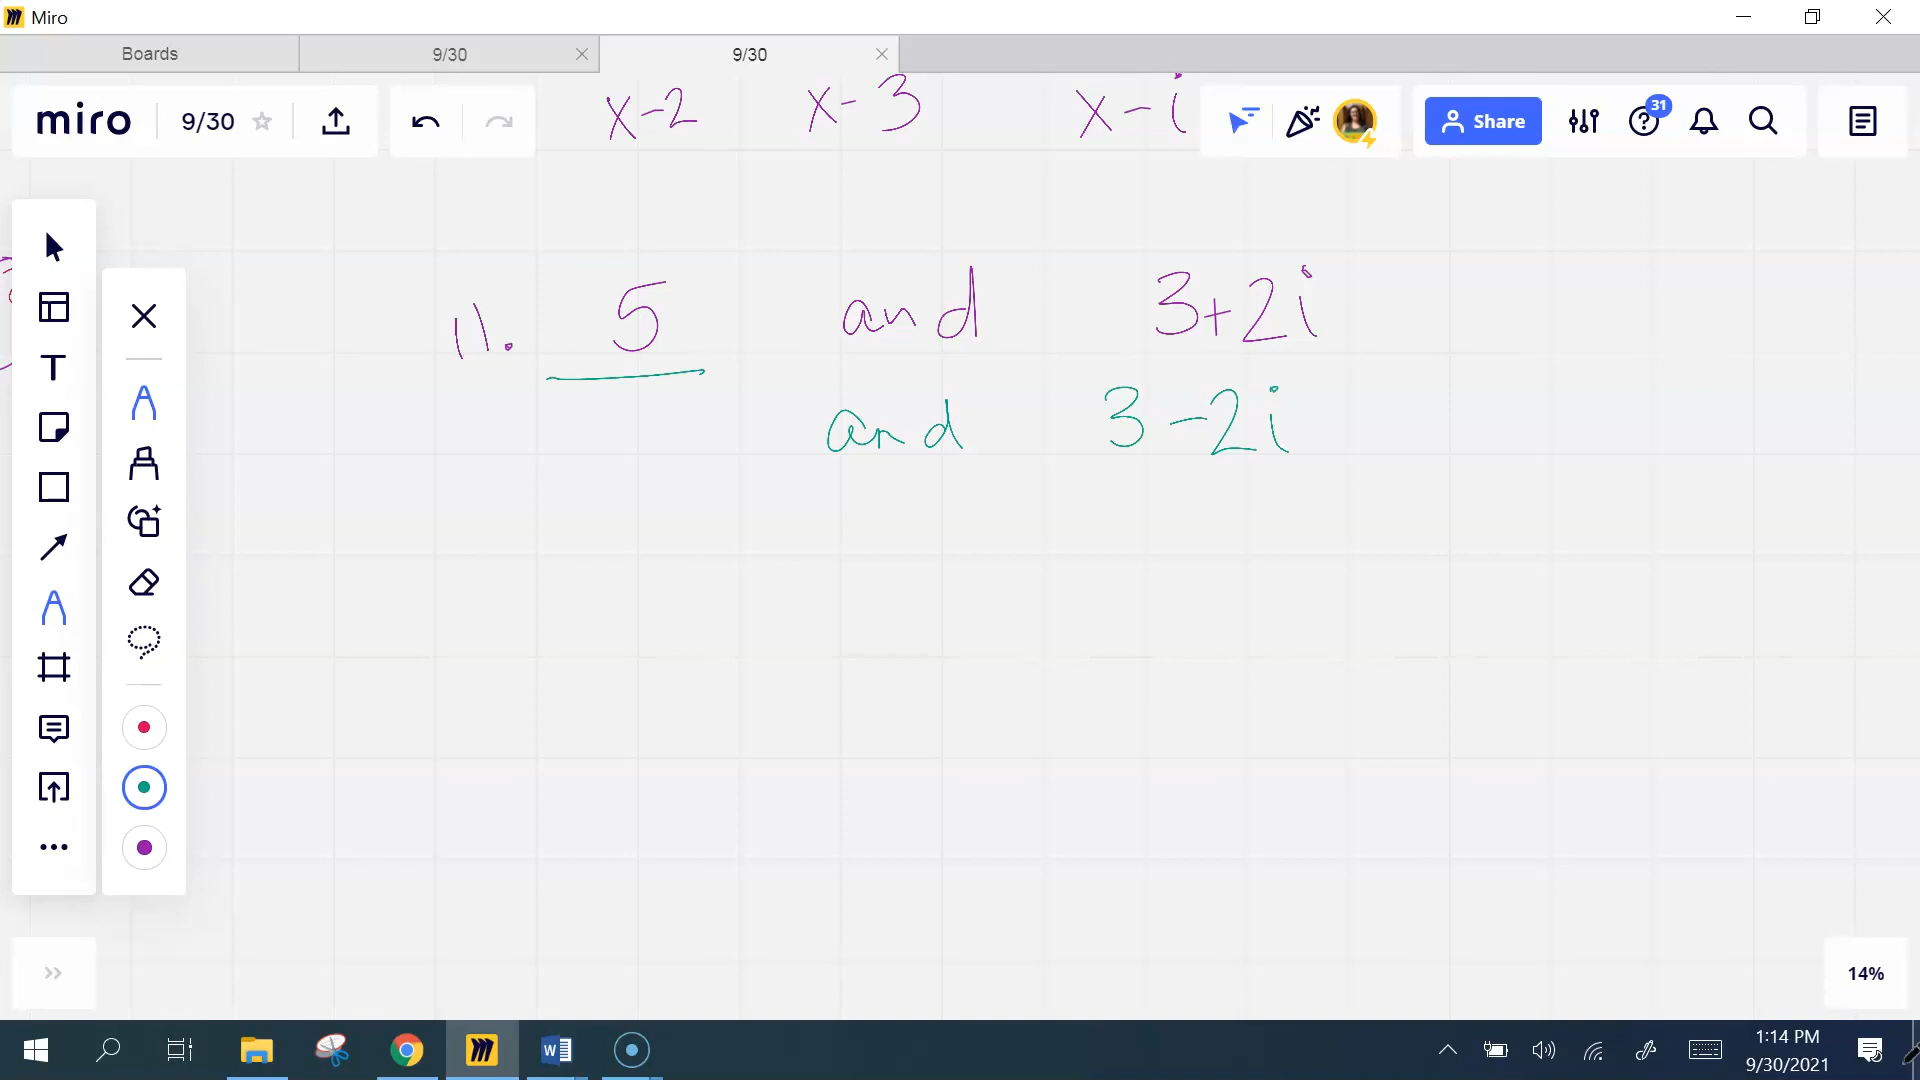 Miro
Boards
9/30
9/30
x-2 x-3 x-i
miro
9/30
31
Share
11. 5 and 3+2i
and 3-2i
T
14%
W
1:14 PM
9/30/2021